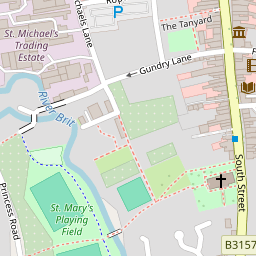 The Tanyard
St. Michael's
Trading
Estate
Michaels Lane
P
Gundry Lane
River Brit
South Street
Princess Road
St. Mary's
Playing
Field
B3157